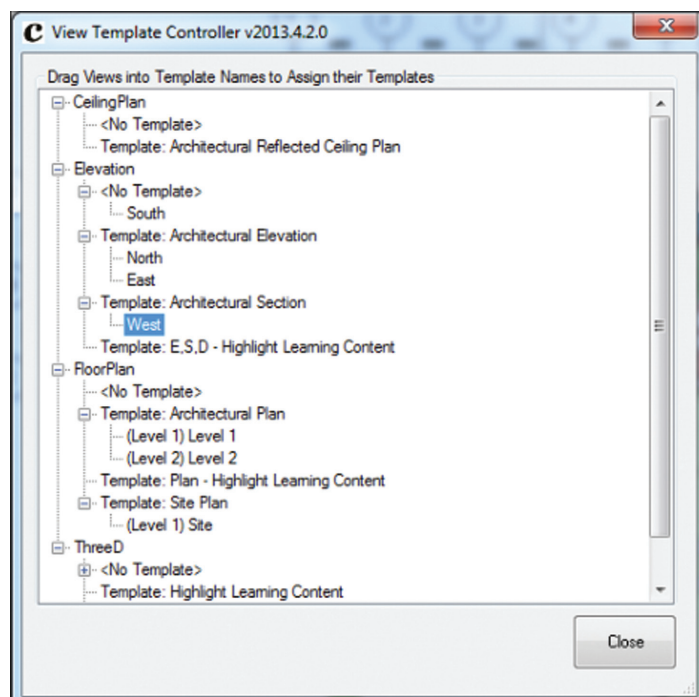 C View Template Controller v2013.4.2.0
Drag Views into Template Names to Assign their Templates
CeilingPlan
<No Template>
Template: Architectural Reflected Ceiling Plan
Elevation
<No Template>
South
Template: Architectural Elevation
North
East
Template: Architectural Section
West
Template: E,S,D - Highlight Learning Content
FloorPlan
<No Template>
Template: Architectural Plan
(Level 1) Level 1
(Level 2) Level 2
Template: Plan - Highlight Learning Content
Template: Site Plan
(Level 1) Site
ThreeD
<No Template>
Template: Highlight Learning Content
Close